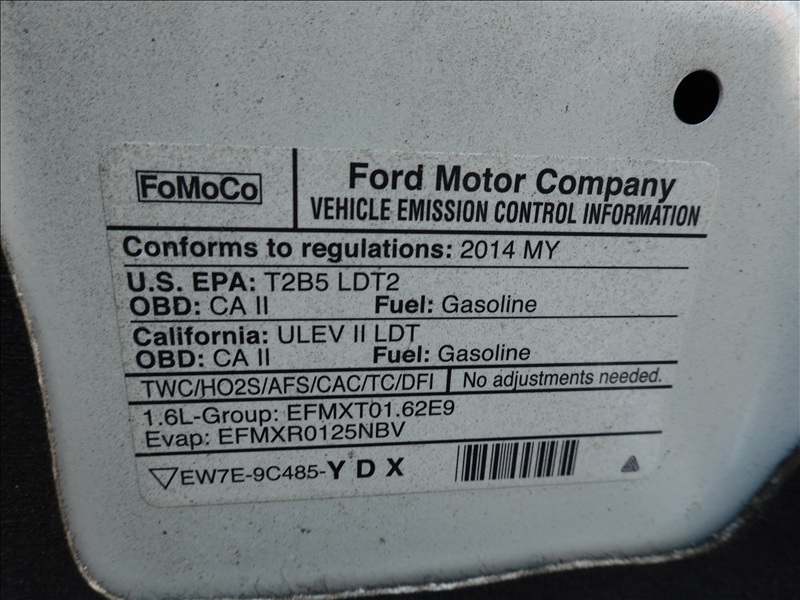 FoMoCo
Ford Motor Company
VEHICLE EMISSION CONTROL INFORMATION
Conforms to regulations: 2014 MY
U.S. EPA: T2B5 LDT2
OBD: CA II Fuel: Gasoline
California: ULEV II LDT
OBD: CA II Fuel: Gasoline
TWC/HO2S/AFS/CAC/TC/DFI No adjustments needed.
1.6L-Group: EFMXT01.62E9
Evap: EFMXR0125NBV
EW7E-9C485-Y D X